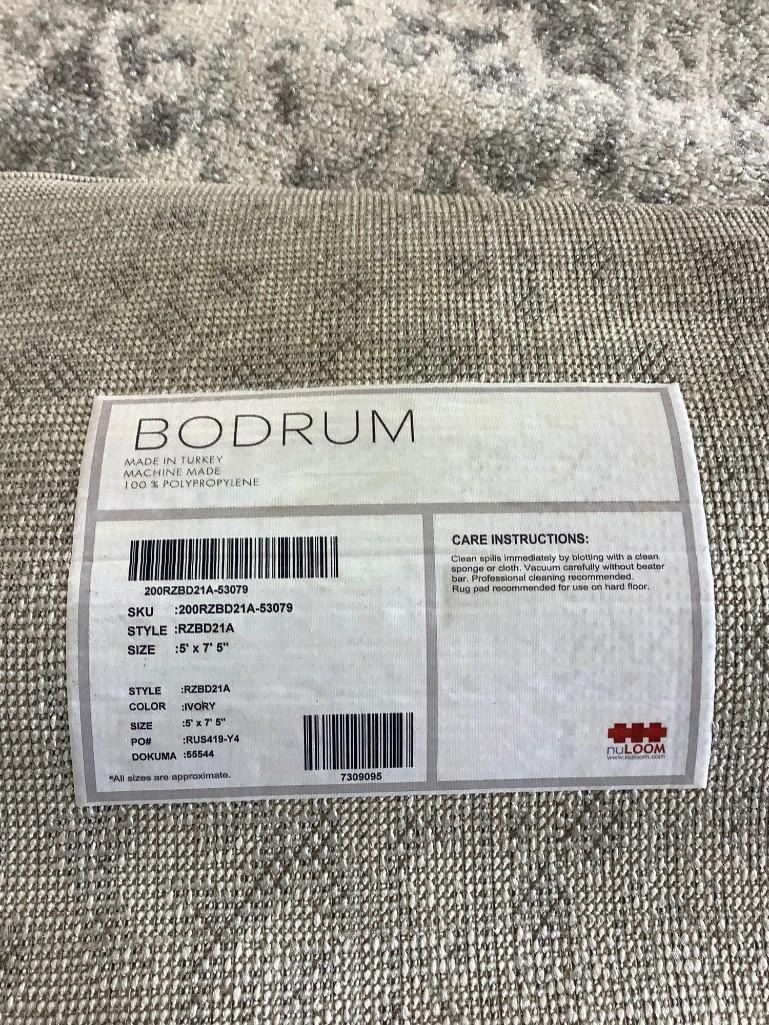 BODRUM
MADE IN TURKEY
MACHINE MADE
100 % POLYPROPYLENE
200RZBD21A-53079
SKU :200RZBD21A-53079
STYLE :RZBD21A
SIZE :5' x 7' 5"
STYLE :RZBD21A
COLOR :IVORY
SIZE :5' x 7' 5"
PO# :RUS419-Y4
DOKUMA :55544
*All sizes are approximate.
7309095
CARE INSTRUCTIONS:
Clean spills immediately by blotting with a clean
sponge or cloth. Vacuum carefully without beater
bar. Professional cleaning recommended.
Rug pad recommended for use on hard floor.
nuLOOM
www.nuloom.com